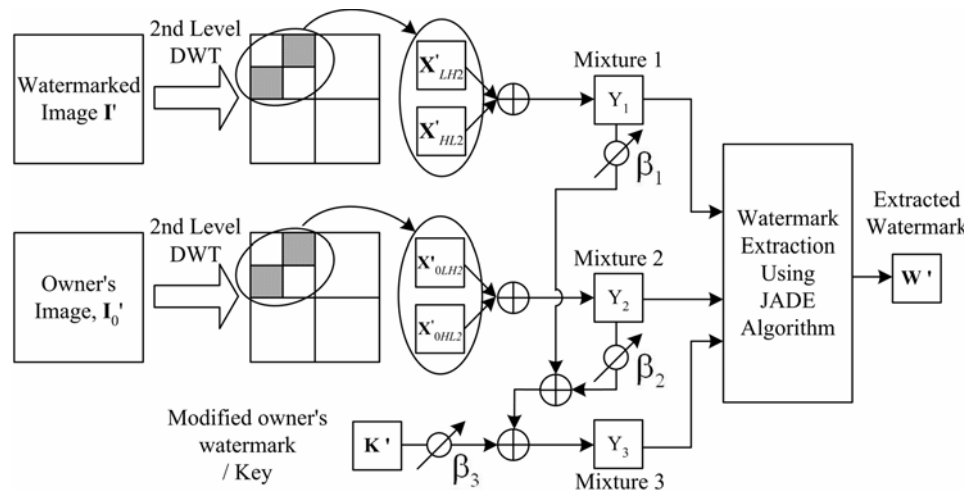 2nd Level
DWT
Watermarked
Image I'
X'LH2
X'HL2
Mixture 1
Y1
β1
2nd Level
DWT
Owner's
Image, I0'
X'0LH2
X'0HL2
Mixture 2
Y2
β2
Modified owner's
watermark
/ Key
K'
β3
Y3
Mixture 3
Watermark
Extraction
Using
JADE
Algorithm
Extracted
Watermark
W'